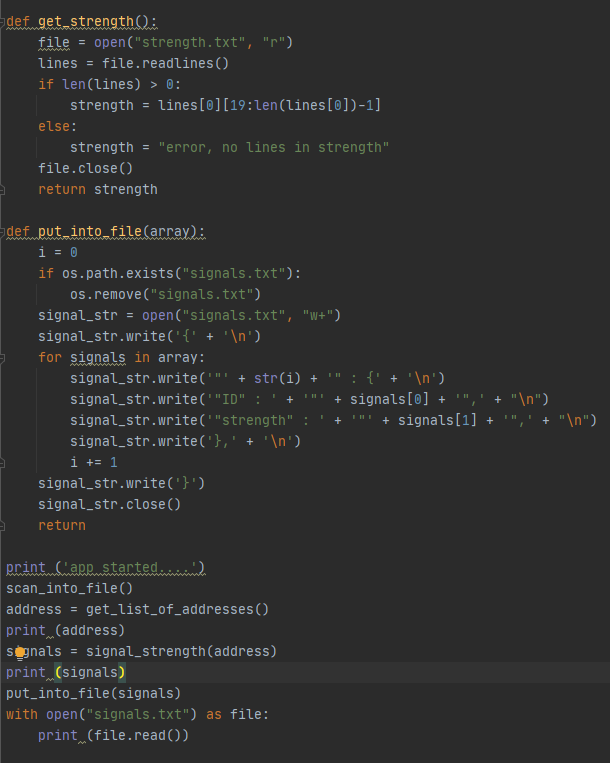 def get_strength():
    file = open("strength.txt", "r")
    lines = file.readlines()
    if len(lines) > 0:
        strength = lines[0][19:len(lines[0])-1]
    else:
        strength = "error, no lines in strength"
    file.close()
    return strength
def put_into_file(array):
    i = 0
    if os.path.exists("signals.txt"):
        os.remove("signals.txt")
    signal_str = open("signals.txt", "w+")
    signal_str.write('{' + '\n')
    for signals in array:
        signal_str.write('"' + str(i) + '" : {' + '\n')
        signal_str.write('"ID" : ' + '"' + signals[0] + '",' + "\n")
        signal_str.write('"strength" : ' + '"' + signals[1] + '",' + "\n")
        signal_str.write('},' + '\n')
        i += 1
    signal_str.write('}')
    signal_str.close()
    return
print ('app started....')
scan_into_file()
address = get_list_of_addresses()
print (address)
signals = signal_strength(address)
print (signals)
put_into_file(signals)
with open("signals.txt") as file:
    print (file.read())